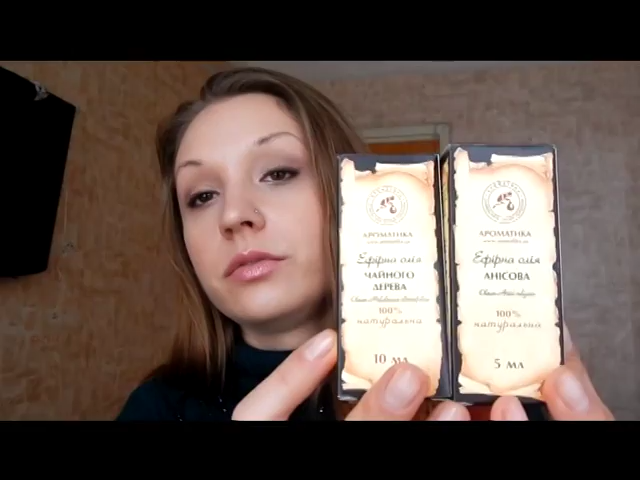 АРОМАТИКА
Ефірна олія
ЧАЙНОГО
ДЕРЕВА
100%
натуральна
10 мл
АРОМАТИКА
Ефірна олія
АНІСОВА
100%
натуральна
5 мл